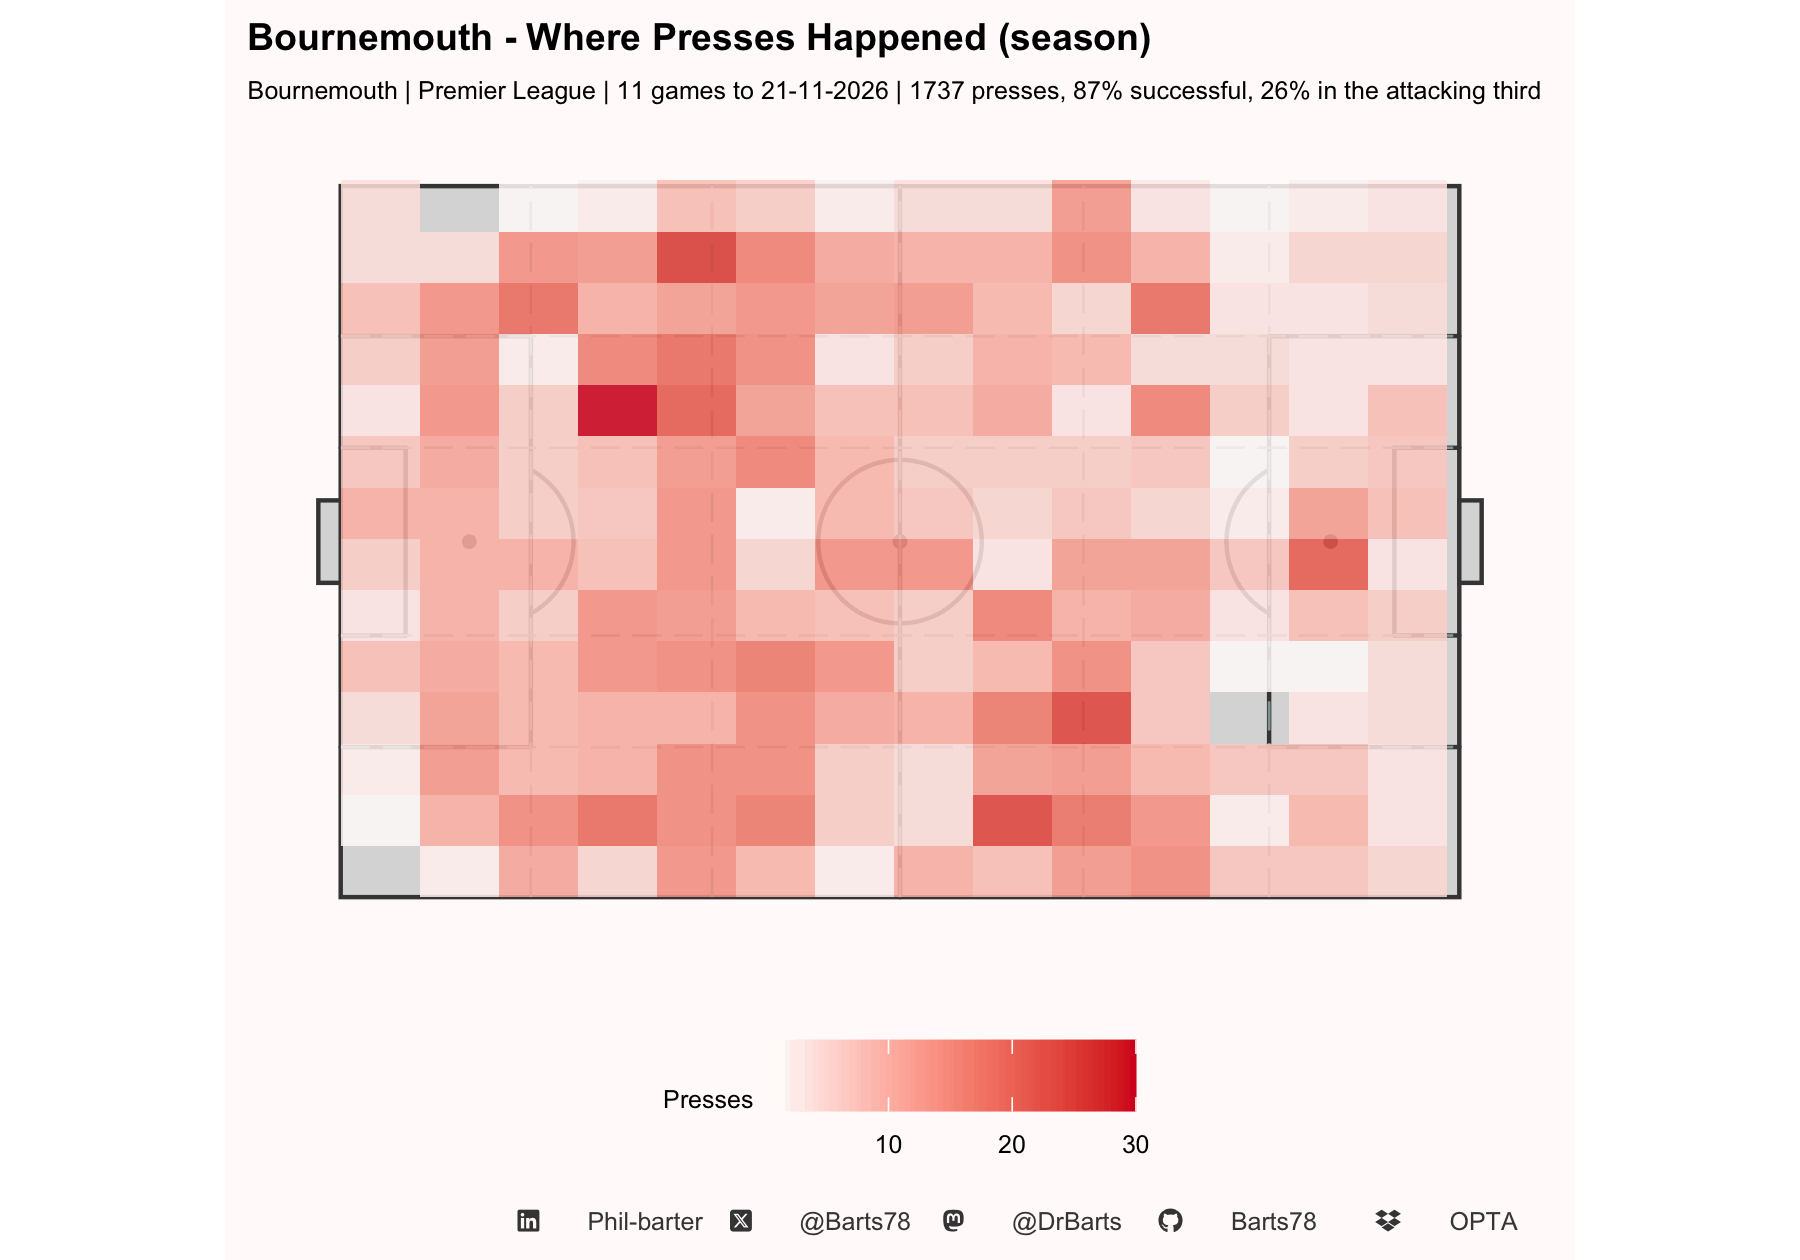 Bournemouth - Where Presses Happened (season)
Bournemouth | Premier League | 11 games to 21-11-2026 | 1737 presses, 87% successful, 26% in the attacking third
Presses
10 20 30
Phil-barter @Barts78 @DrBarts Barts78 OPTA